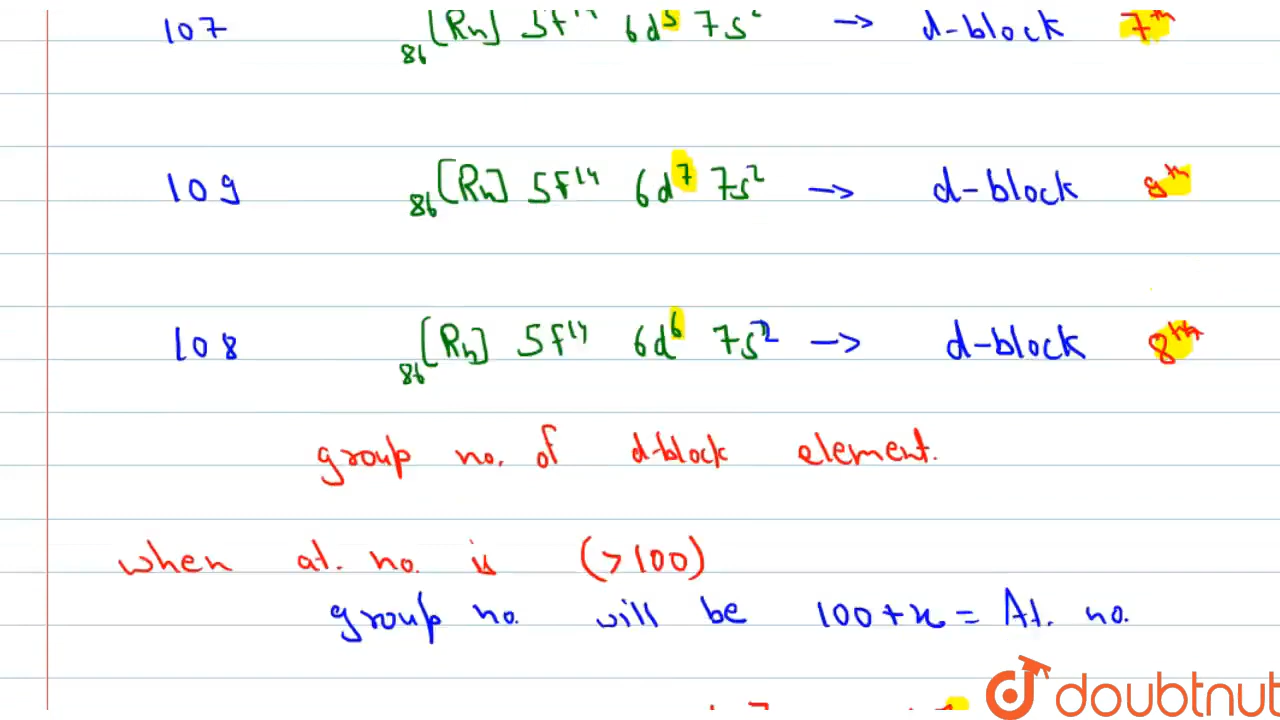 107 86[Rn] 5f¹⁴ 6d⁵ 7s² → d-block 7ᵗʰ
109 86[Rn] 5f¹⁴ 6d⁷ 7s² → d-block 9ᵗʰ
108 86[Rn] 5f¹⁴ 6d⁶ 7s² → d-block 8ᵗʰ
group no. of d-block element.
when at. no. is (>100)
group no. will be 100+x = At. no.
doubtnut